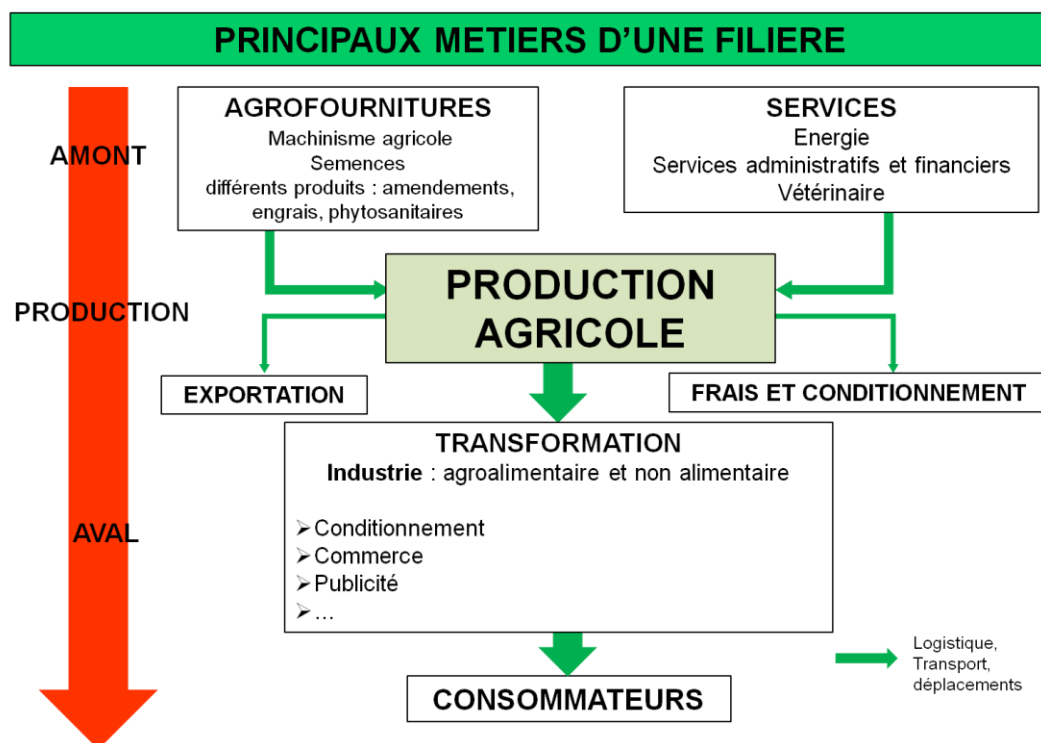 PRINCIPAUX METIERS D'UNE FILIERE
AMONT
AGROFOURNITURES
Machinisme agricole
Semences
différents produits : amendements,
engrais, phytosanitaires
SERVICES
Energie
Services administratifs et financiers
Vétérinaire
PRODUCTION
PRODUCTION
AGRICOLE
EXPORTATION
FRAIS ET CONDITIONNEMENT
TRANSFORMATION
Industrie : agroalimentaire et non alimentaire
AVAL
➢Conditionnement
➢Commerce
➢Publicité
➢...
Logistique,
Transport,
déplacements
CONSOMMATEURS